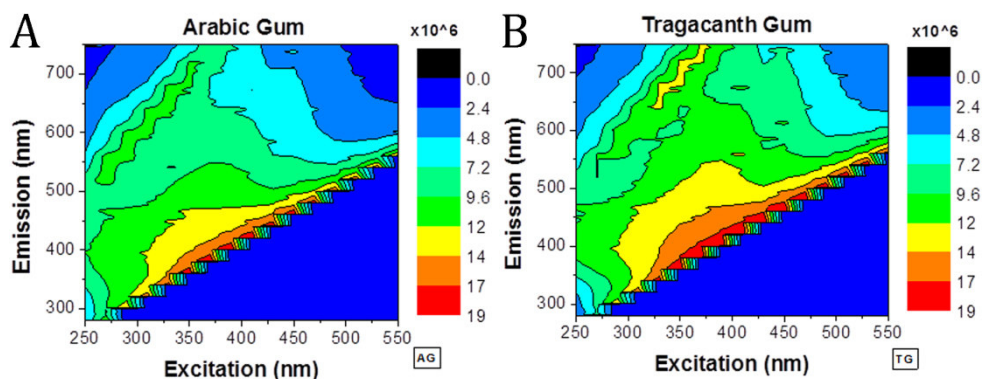 A
Arabic Gum
x10^6
Emission (nm)
700
600
500
400
300
250 300 350 400 450 500 550
Excitation (nm)
0.0
2.4
4.8
7.2
9.6
12
14
17
19
AG
B
Tragacanth Gum
x10^6
Emission (nm)
700
600
500
400
300
250 300 350 400 450 500 550
Excitation (nm)
0.0
2.4
4.8
7.2
9.6
12
14
17
19
TG